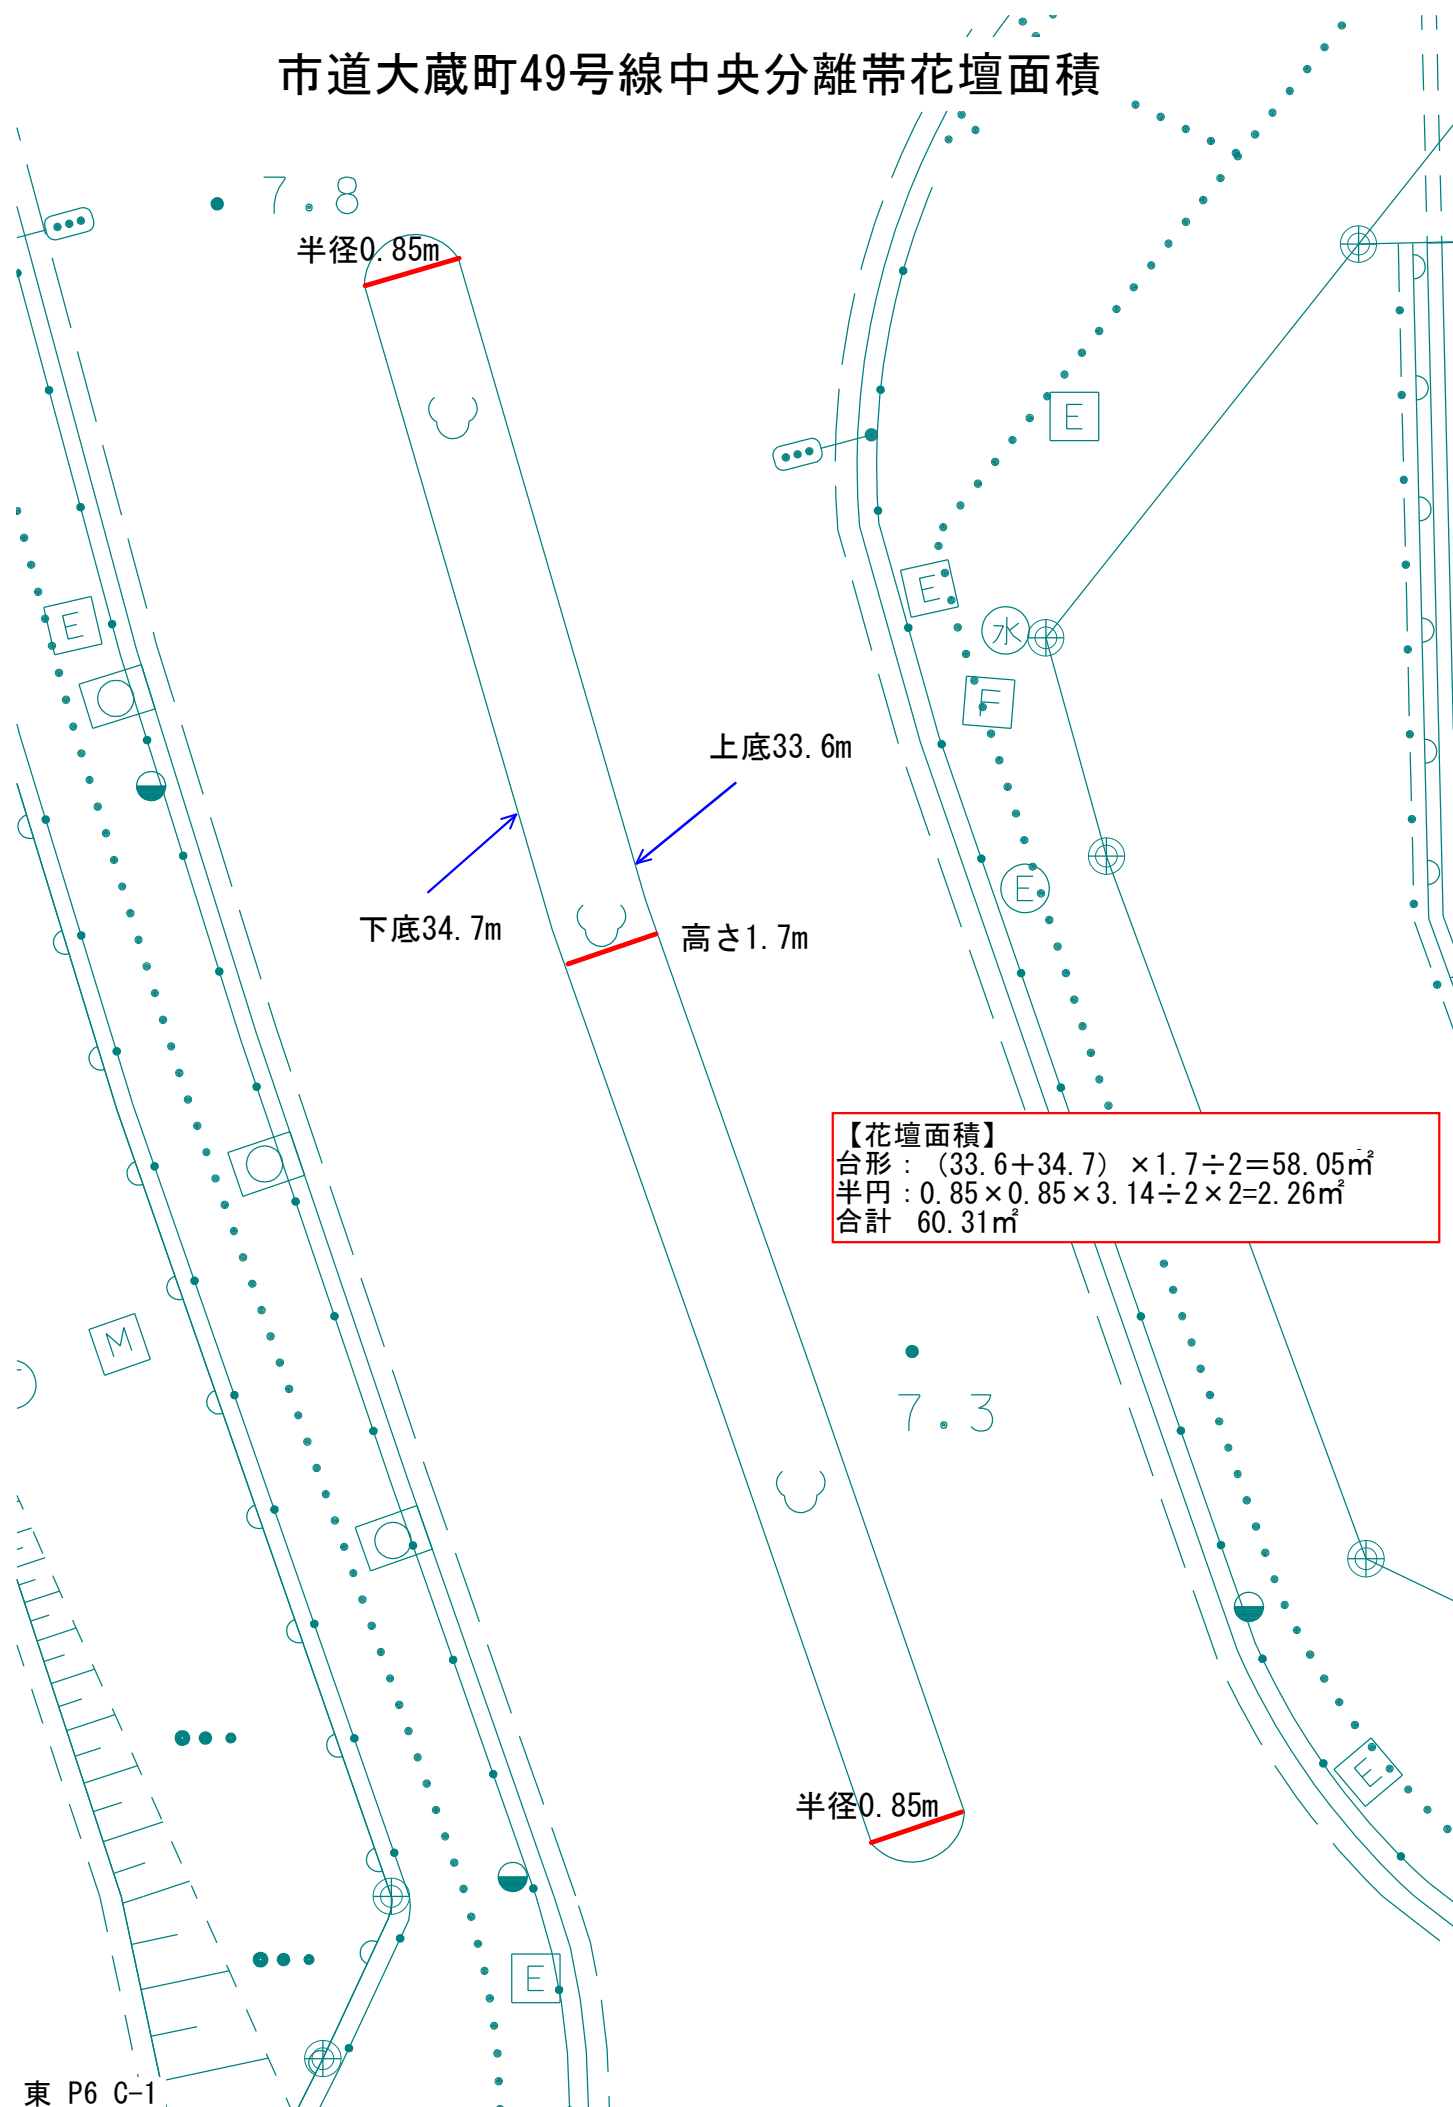 市道大蔵町49号線中央分離帯花壇面積
7.8
半径0.85m
E
E
E
水
F
上底33.6m
E
下底34.7m
高さ1.7m
【花壇面積】
台形：（33.6＋34.7）×1.7÷2＝58.05㎡
半円：0.85×0.85×3.14÷2×2=2.26㎡
合計　60.31㎡
M
7.3
E
半径0.85m
E
東 P6 C-1